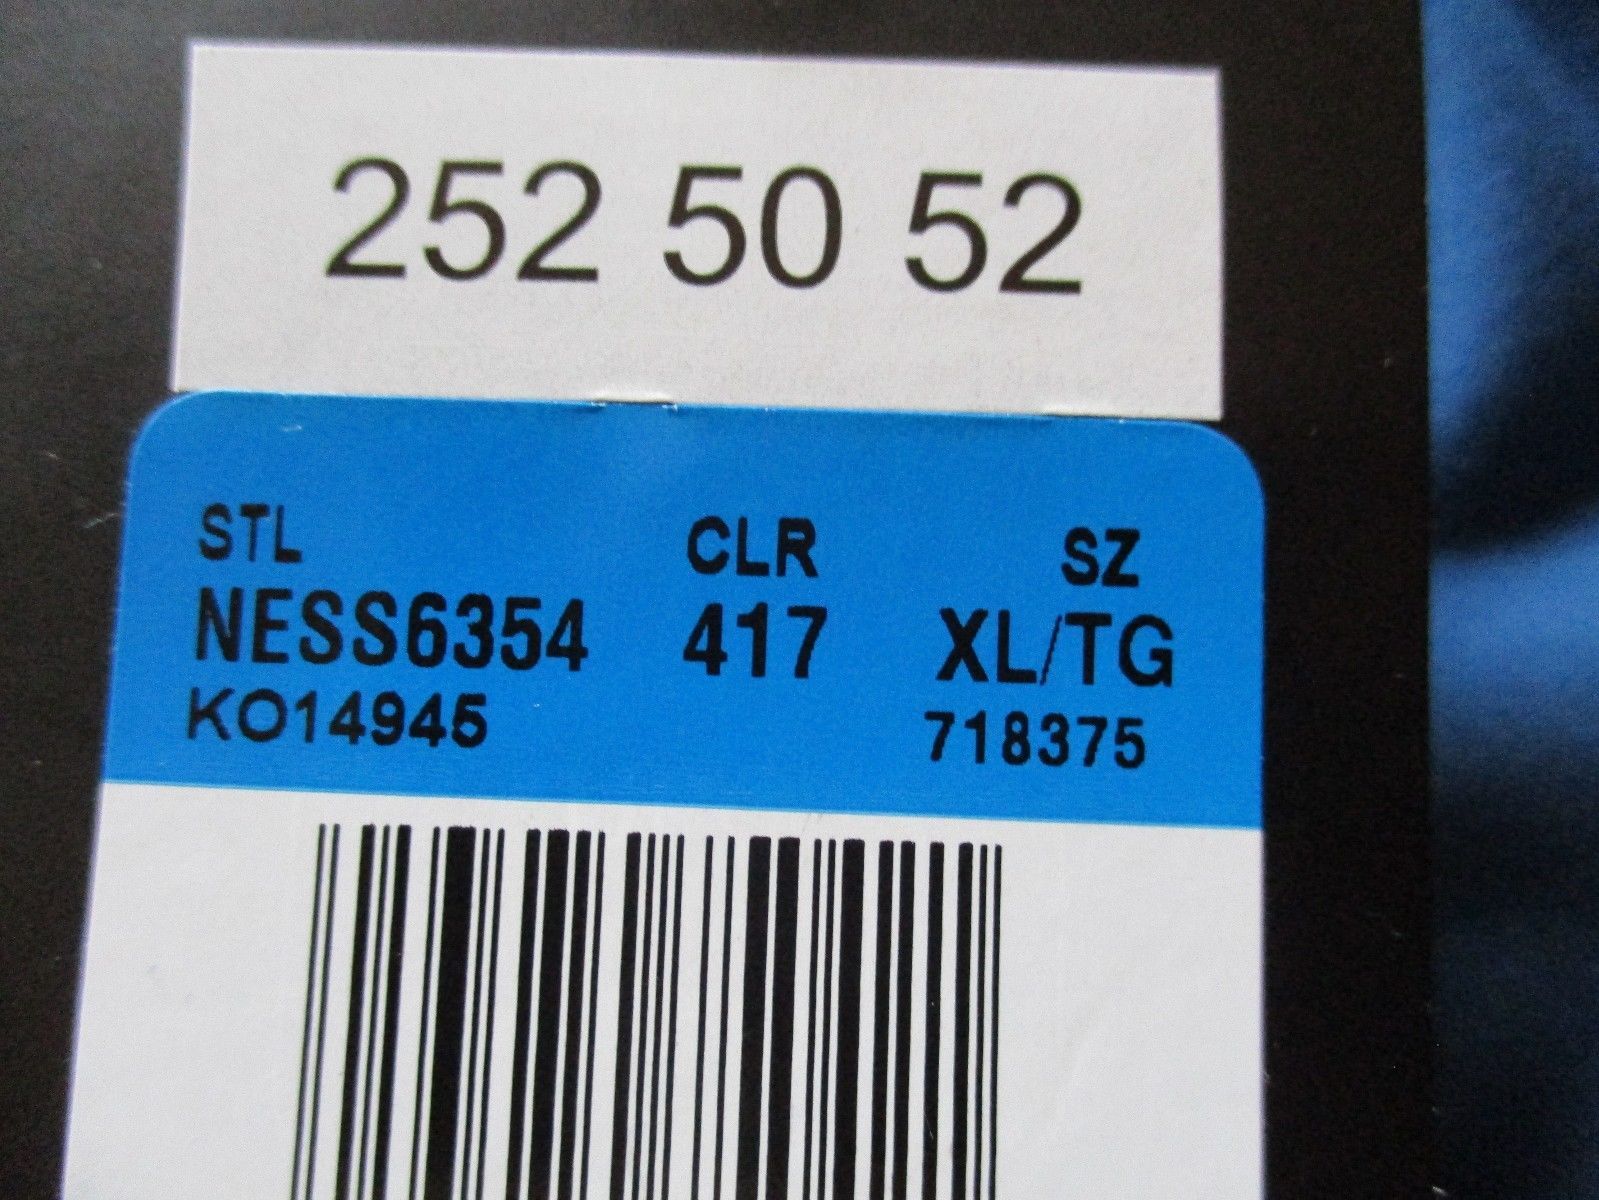 252 50 52
STL CLR SZ
NESS6354 417 XL/TG
KO14945 718375